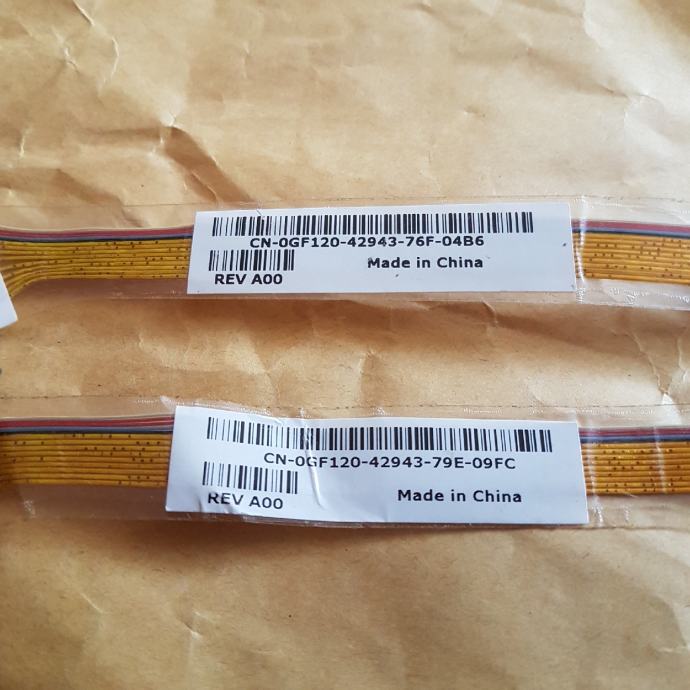 CN-0GF120-42943-76F-04B6
Made in China
REV A00
CN-0GF120-42943-79E-09FC
REV A00
Made in China